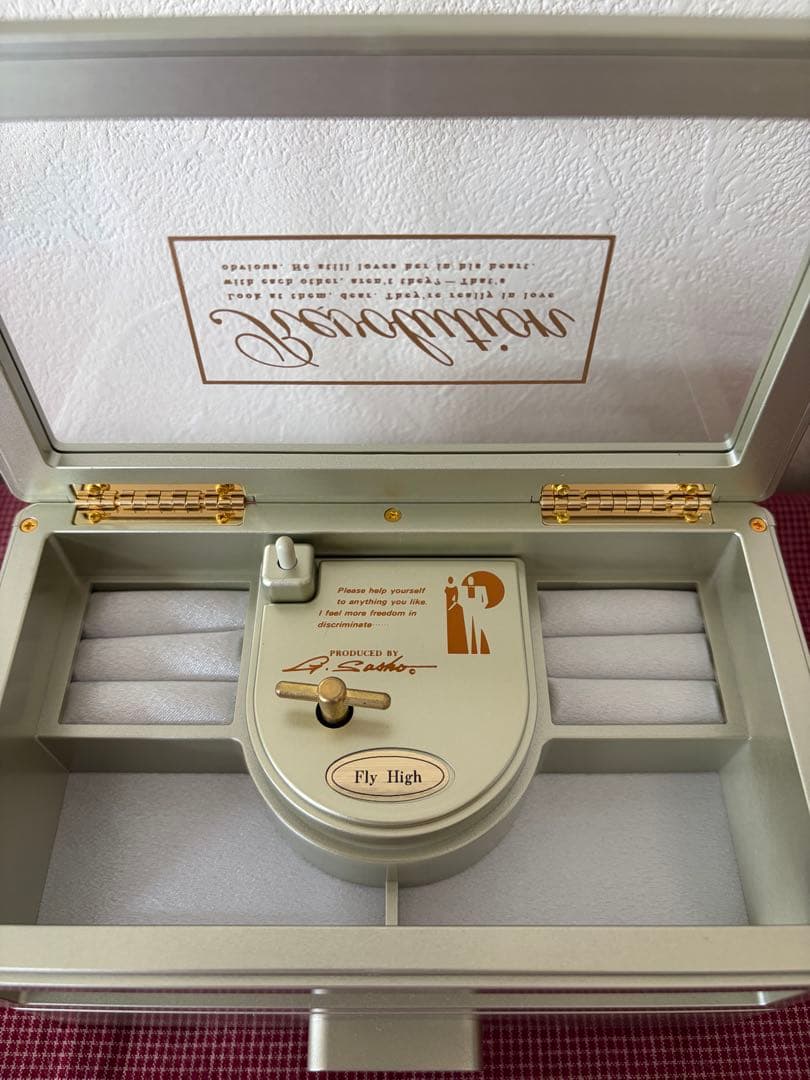 Revolution
Look at them, dear. They're really in love
with each other, aren't they?—That's
obvious. He still loves her in his heart.
Please help yourself
to anything you like.
I feel more freedom in
discriminate……
PRODUCED BY
Fly High